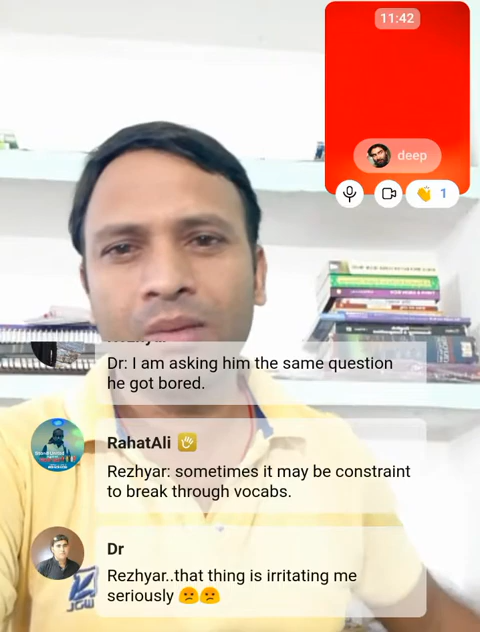 11:42
deep
1
Dr: I am asking him the same question
he got bored.
RahatAli
Rezhyar: sometimes it may be constraint
to break through vocabs.
Dr
Rezhyar..that thing is irritating me
seriously 😕😕
JGW